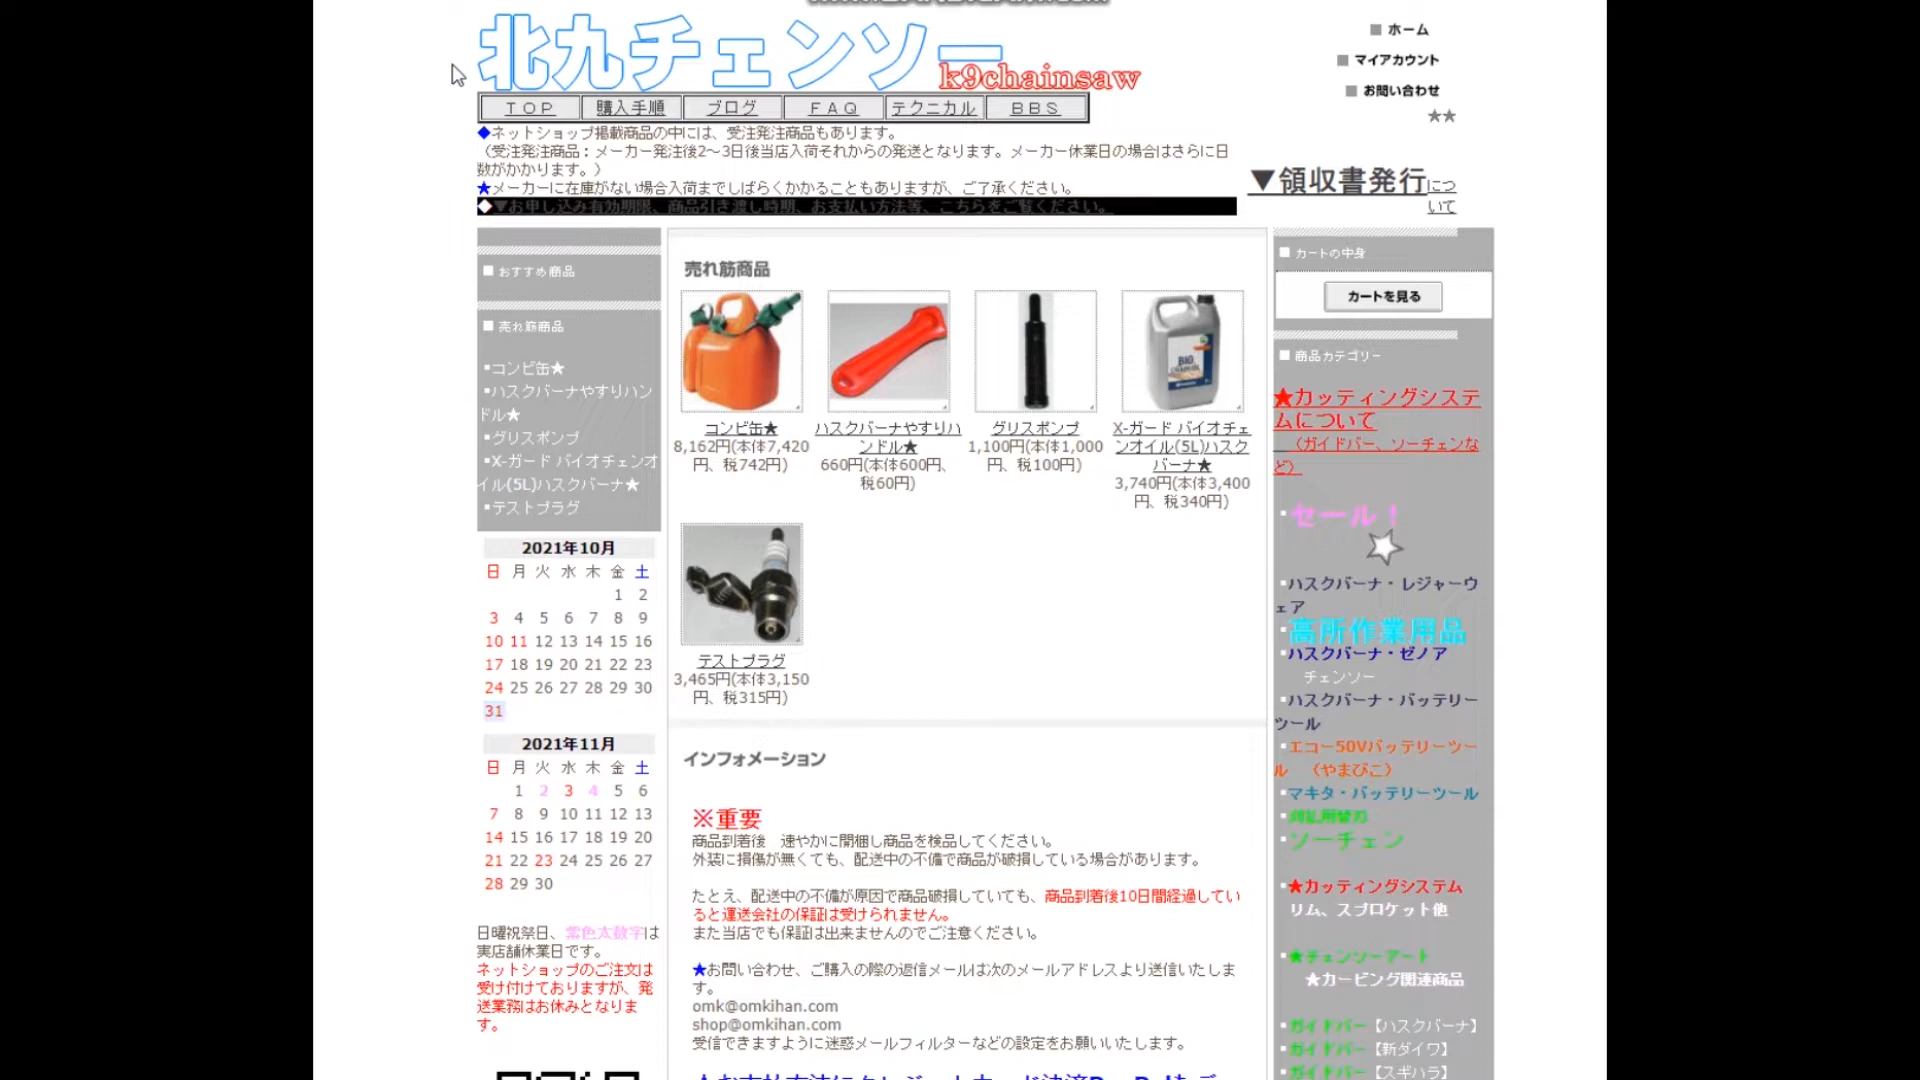 北九チェンソー
k9chainsaw
ホーム
マイアカウント
お問い合わせ
★★
ＴＯＰ 購入手順 ブログ ＦＡＱ テクニカル ＢＢＳ
◆ネットショップ掲載商品の中には、受注発注商品もあります。
（受注発注商品：メーカー発注後2～3日後当店入荷それからの発送となります。メーカー休業日の場合はさらに日
数がかかります。）
★メーカーに在庫がない場合入荷までしばらくかかることもありますが、ご了承ください。
◆▼お申し込み有効期限、商品引き渡し時期、お支払い方法等、こちらをご覧ください。
▼領収書発行につ
いて
おすすめ商品
売れ筋商品
コンビ缶★
ハスクバーナやすりハン
ドル★
グリスポンプ
X-ガード バイオチェンオ
イル(5L)ハスクバーナ★
テストプラグ
2021年10月
日 月 火 水 木 金 土
1 2
3 4 5 6 7 8 9
10 11 12 13 14 15 16
17 18 19 20 21 22 23
24 25 26 27 28 29 30
31
2021年11月
日 月 火 水 木 金 土
1 2 3 4 5 6
7 8 9 10 11 12 13
14 15 16 17 18 19 20
21 22 23 24 25 26 27
28 29 30
日曜祝祭日、紫色太数字は
実店舗休業日です。
ネットショップのご注文は
受け付けておりますが、発
送業務はお休みとなりま
す。
売れ筋商品
BIO
コンビ缶★
8,162円(本体7,420
円、税742円)
ハスクバーナやすりハ
ンドル★
660円(本体600円、
税60円)
グリスポンプ
1,100円(本体1,000
円、税100円)
X-ガード バイオチェ
ンオイル(5L)ハスク
バーナ★
3,740円(本体3,400
円、税340円)
テストプラグ
3,465円(本体3,150
円、税315円)
インフォメーション
※重要
商品到着後　速やかに開梱し商品を検品してください。
外装に損傷が無くても、配送中の不備で商品が破損している場合があります。
たとえ、配送中の不備が原因で商品破損していても、商品到着後10日間経過してい
ると運送会社の保証は受けられません。
また当店でも保証は出来ませんのでご注意ください。
★お問い合わせ、ご購入の際の返信メールは次のメールアドレスより送信いたしま
す。
omk@omkihan.com
shop@omkihan.com
受信できますように迷惑メールフィルターなどの設定をお願いいたします。
カートの中身
カートを見る
商品カテゴリー
★カッティングシステ
ムについて
（ガイドバー、ソーチェンな
ど）
セール！
ハスクバーナ・レジャーウ
ェア
高所作業用品
ハスクバーナ・ゼノア
チェンソー
ハスクバーナ・バッテリー
ツール
エコー50Vバッテリーツー
ル　（やまびこ）
マキタ・バッテリーツール
刈払用替刃
ソーチェン
★カッティングシステム
リム、スプロケット他
★チェンソーアート
★カービング関連商品
ガイドバー【ハスクバーナ】
ガイドバー【新ダイワ】
ガイドバー【スギハラ】